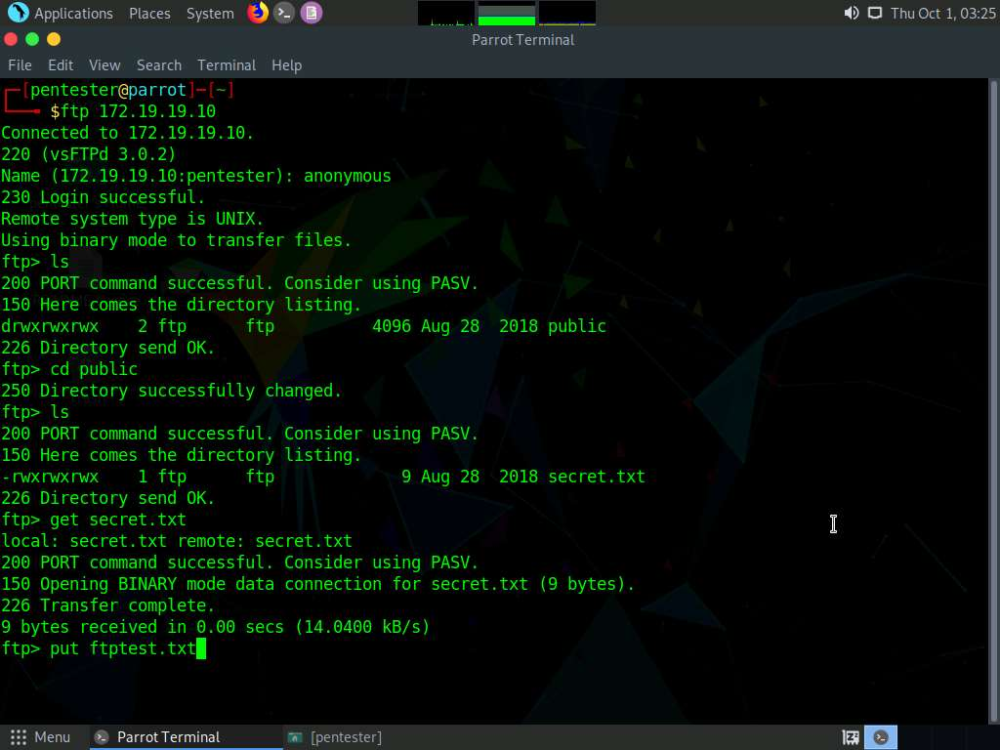 Applications Places System Thu Oct 1, 03:25
Parrot Terminal
File Edit View Search Terminal Help
┌─[pentester@parrot]─[~]
└──╼ $ftp 172.19.19.10
Connected to 172.19.19.10.
220 (vsFTPd 3.0.2)
Name (172.19.19.10:pentester): anonymous
230 Login successful.
Remote system type is UNIX.
Using binary mode to transfer files.
ftp> ls
200 PORT command successful. Consider using PASV.
150 Here comes the directory listing.
drwxrwxrwx    2 ftp      ftp          4096 Aug 28  2018 public
226 Directory send OK.
ftp> cd public
250 Directory successfully changed.
ftp> ls
200 PORT command successful. Consider using PASV.
150 Here comes the directory listing.
-rwxrwxrwx    1 ftp      ftp             9 Aug 28  2018 secret.txt
226 Directory send OK.
ftp> get secret.txt
local: secret.txt remote: secret.txt
200 PORT command successful. Consider using PASV.
150 Opening BINARY mode data connection for secret.txt (9 bytes).
226 Transfer complete.
9 bytes received in 0.00 secs (14.0400 kB/s)
ftp> put ftptest.txt
Menu Parrot Terminal [pentester]